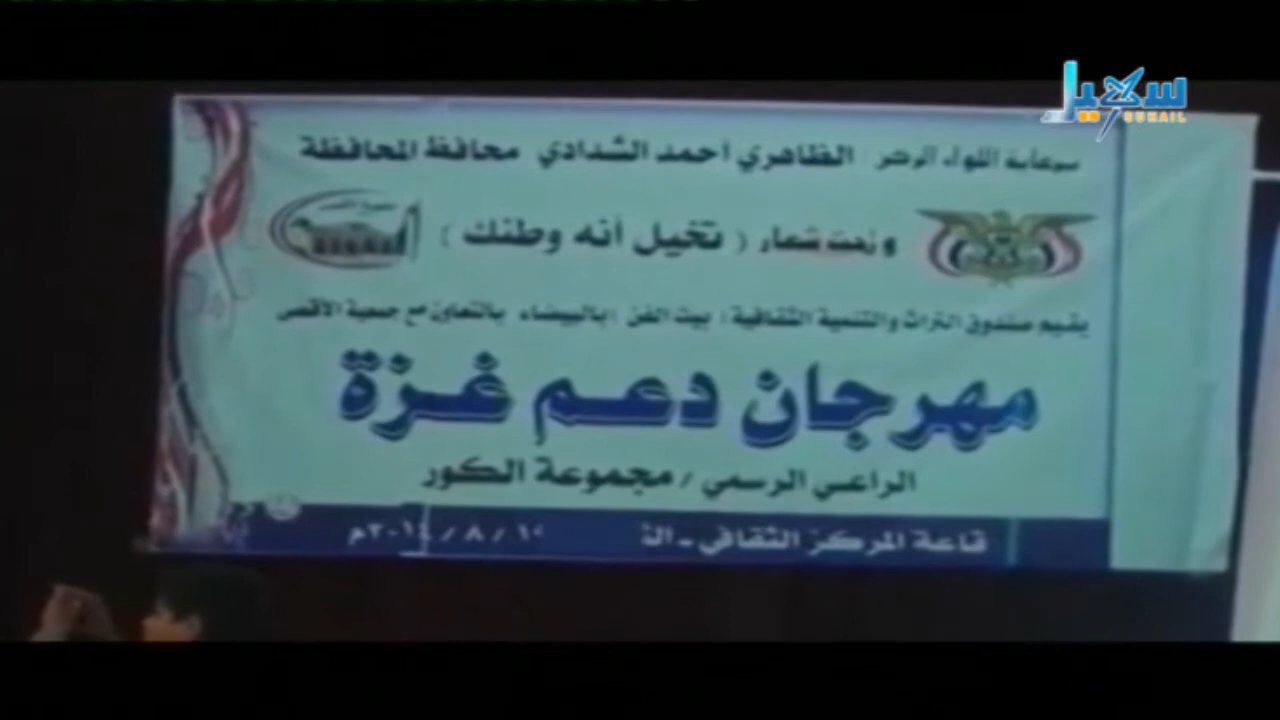 سهيل
SUHAIL
برعاية اللواء الركن / الظاهري أحمد الشدادي محافظ المحافظة
وتحت شعار ( تخيل أنه وطنك )
يقيم صندوق التراث والتنمية الثقافية / بيت الفن / بالبيضاء بالتعاون مع جمعية الأقصى
مهرجان دعم غزة
الراعي الرسمي / مجموعة الكور
قاعة المركز الثقافي -